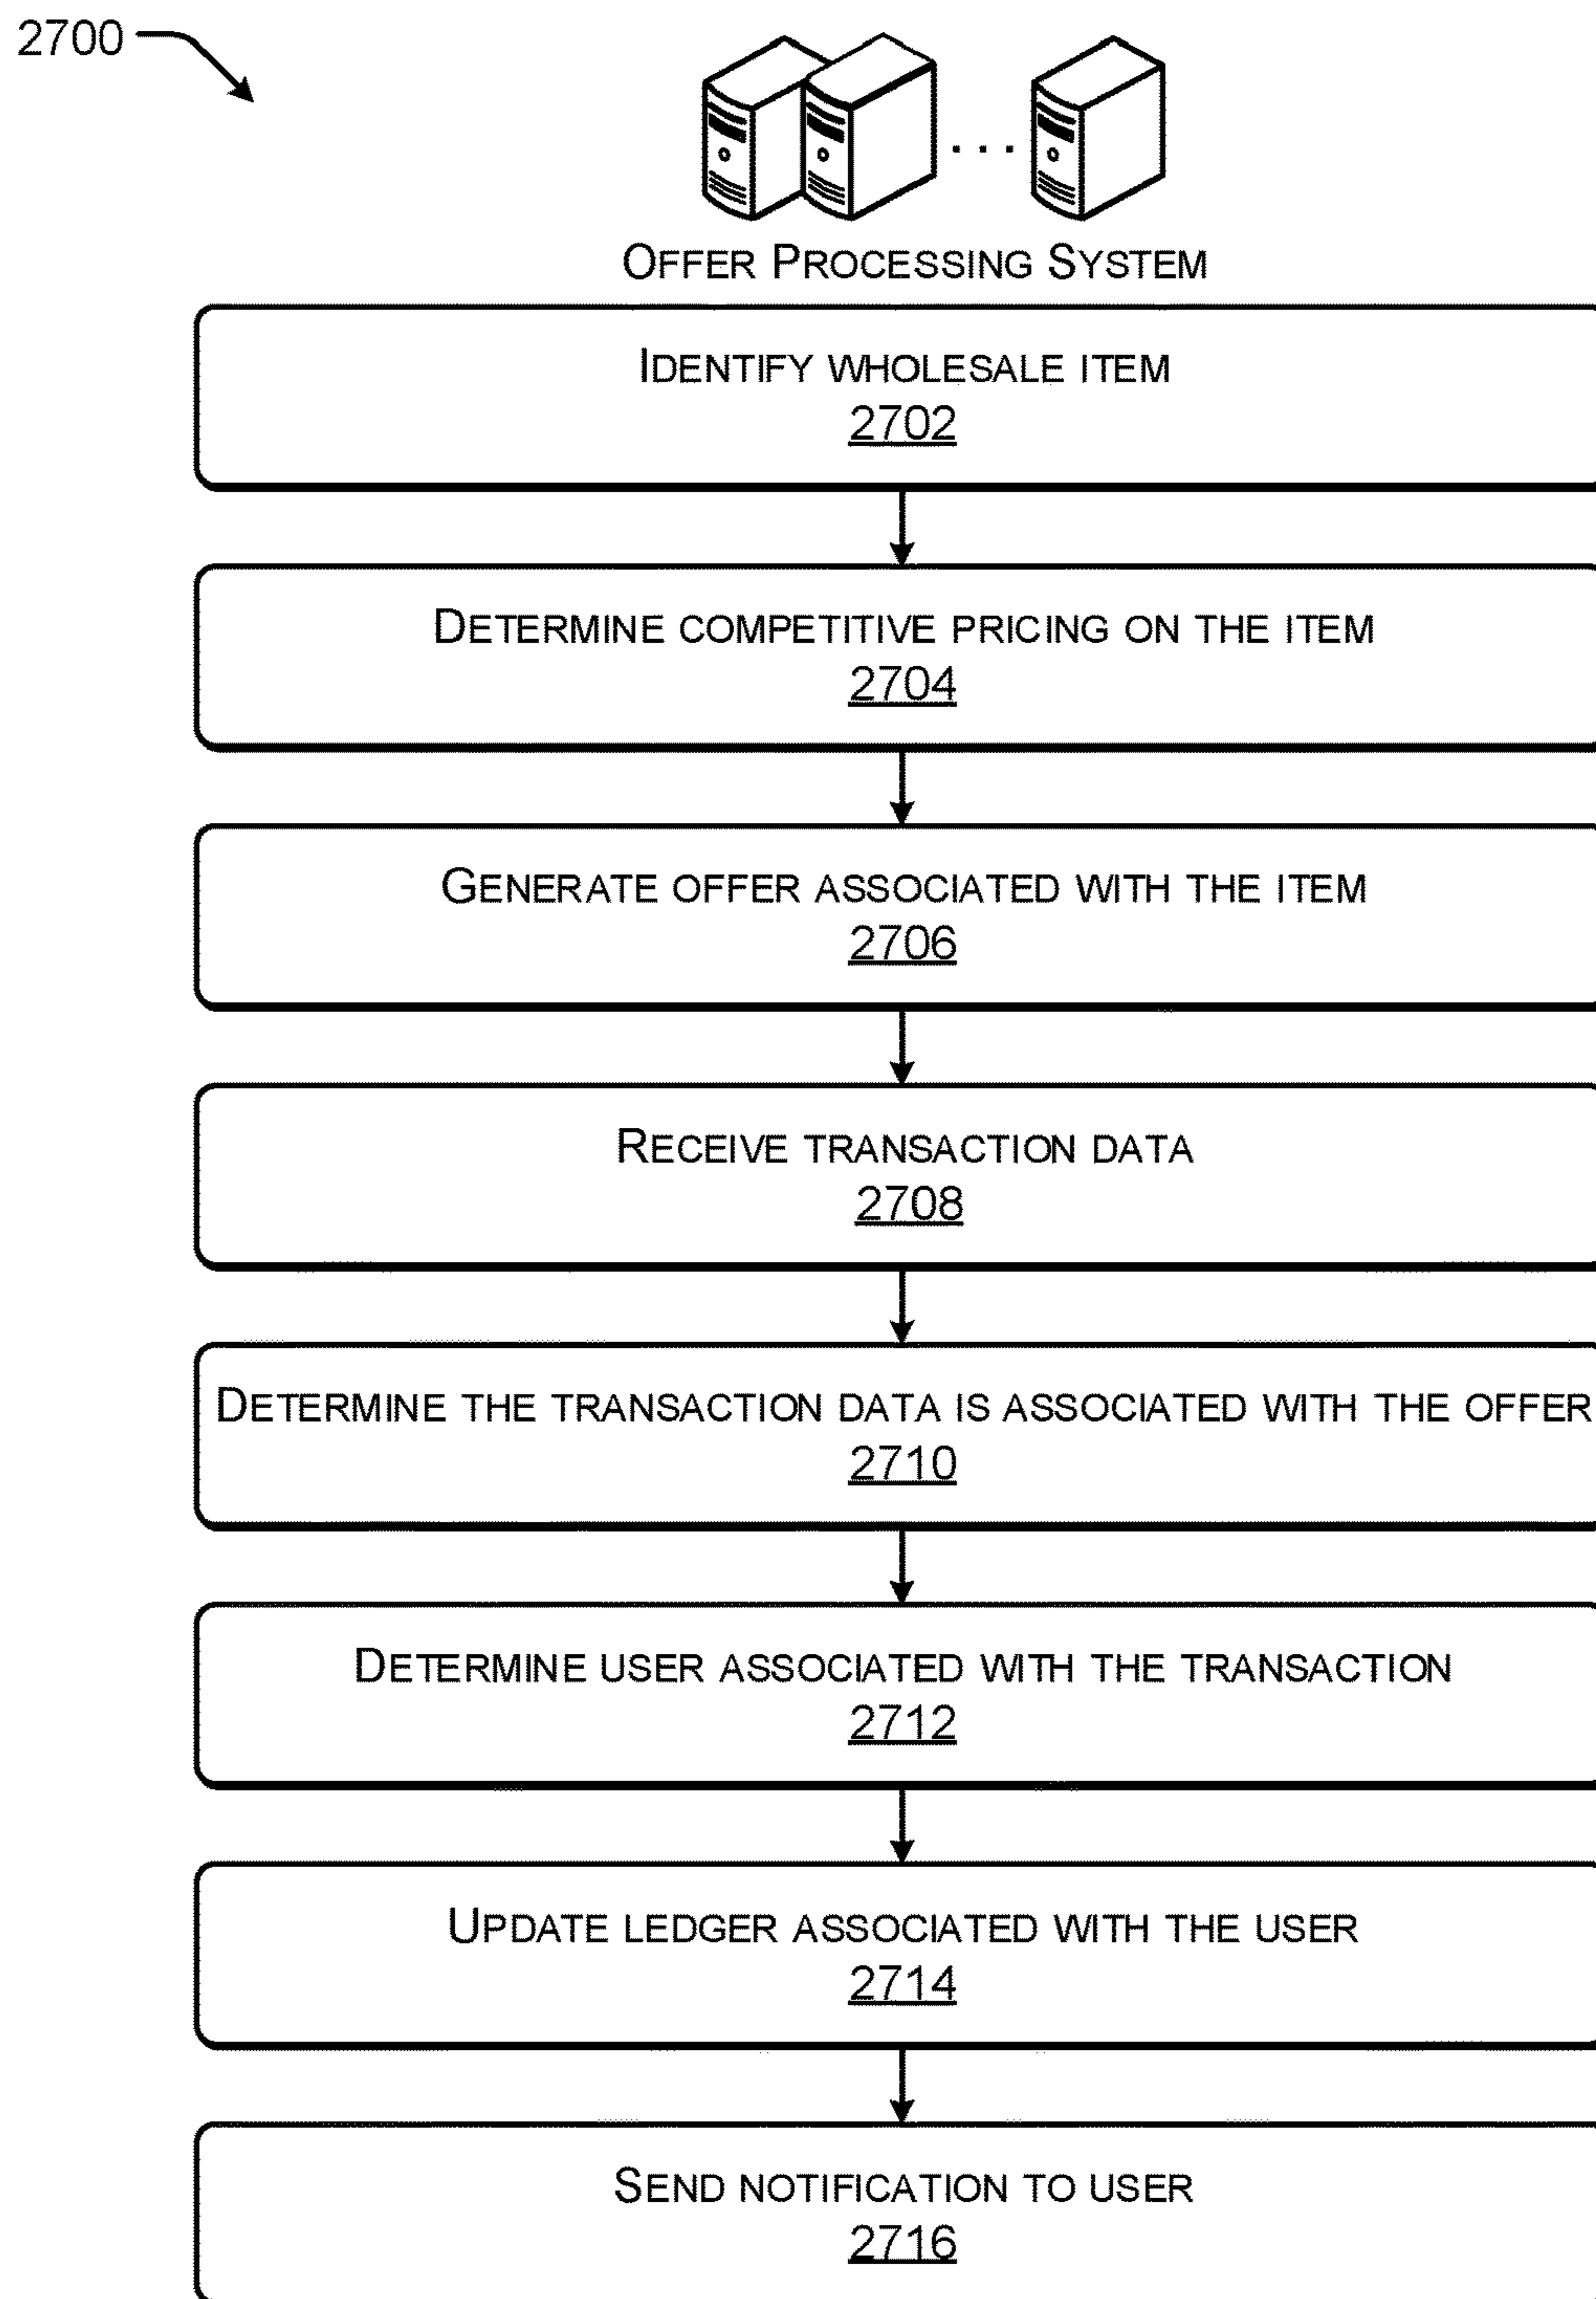 2700
OFFER PROCESSING SYSTEM
IDENTIFY WHOLESALE ITEM
2702
DETERMINE COMPETITIVE PRICING ON THE ITEM
2704
GENERATE OFFER ASSOCIATED WITH THE ITEM
2706
RECEIVE TRANSACTION DATA
2708
DETERMINE THE TRANSACTION DATA IS ASSOCIATED WITH THE OFFER
2710
DETERMINE USER ASSOCIATED WITH THE TRANSACTION
2712
UPDATE LEDGER ASSOCIATED WITH THE USER
2714
SEND NOTIFICATION TO USER
2716